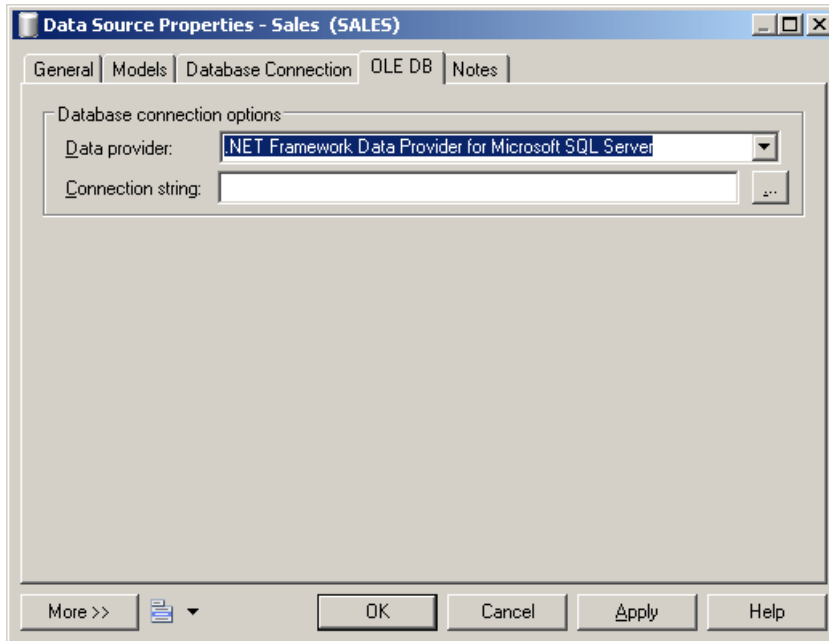 Data Source Properties - Sales (SALES)
General Models Database Connection OLE DB Notes
Database connection options
Data provider: .NET Framework Data Provider for Microsoft SQL Server
Connection string: ...
More >> OK Cancel Apply Help